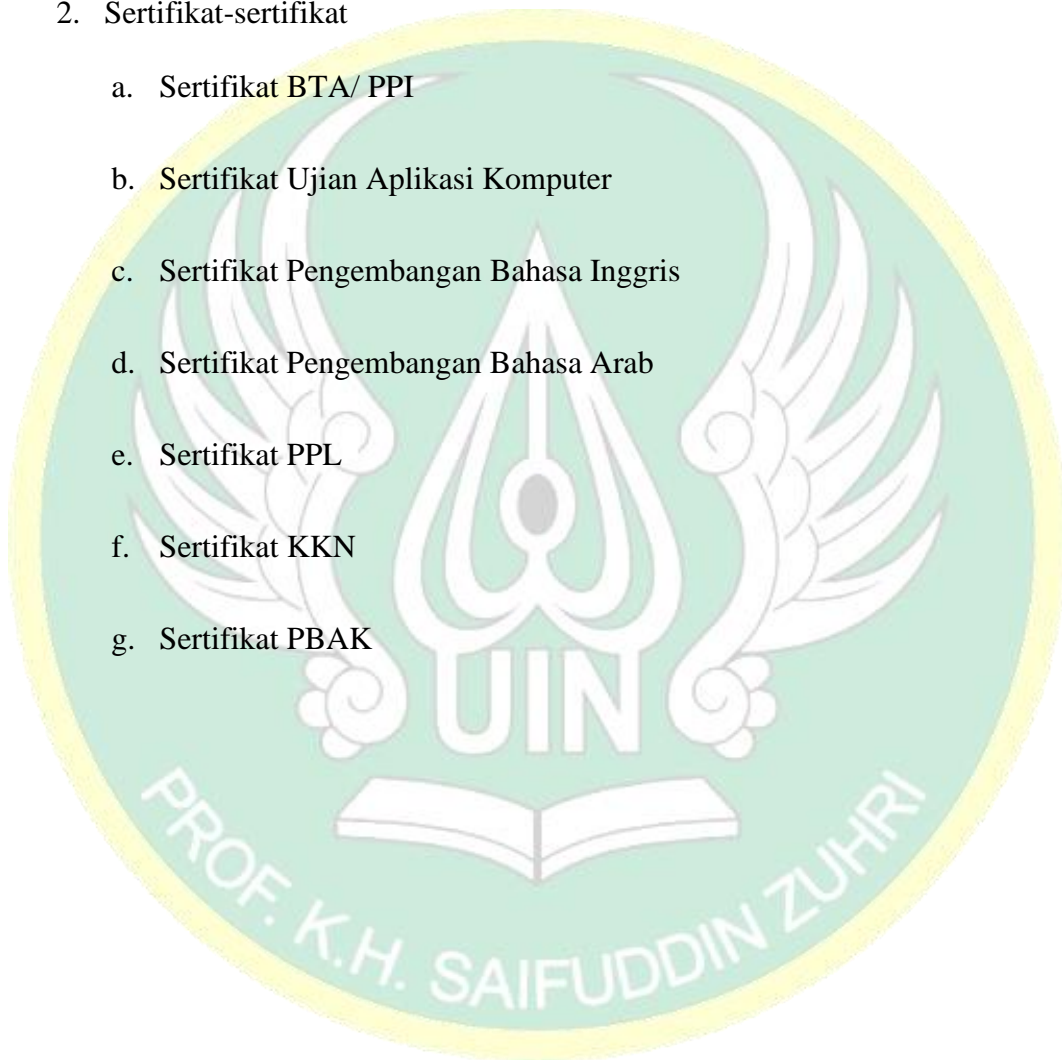 2. Sertifikat-sertifikat
a. Sertifikat BTA/ PPI
b. Sertifikat Ujian Aplikasi Komputer
c. Sertifikat Pengembangan Bahasa Inggris
d. Sertifikat Pengembangan Bahasa Arab
e. Sertifikat PPL
f. Sertifikat KKN
g. Sertifikat PBAK
UIN
PROF. K.H. SAIFUDDIN ZUHRI